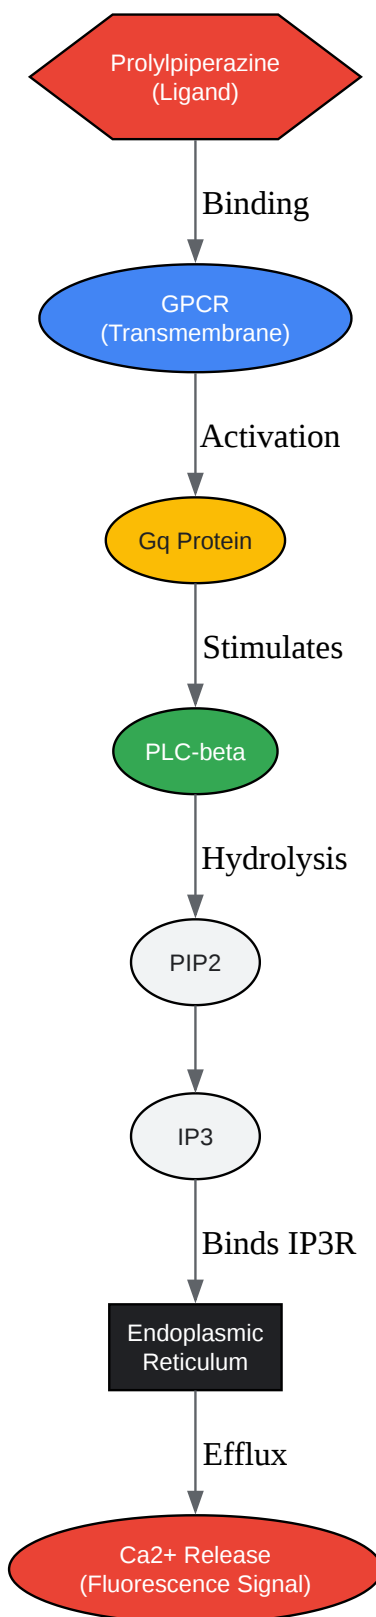 Prolylpiperazine
(Ligand)
Binding
GPCR
(Transmembrane)
Activation
Gq Protein
Stimulates
PLC-beta
Hydrolysis
PIP2
IP3
Binds IP3R
Endoplasmic
Reticulum
Efflux
Ca2+ Release
(Fluorescence Signal)